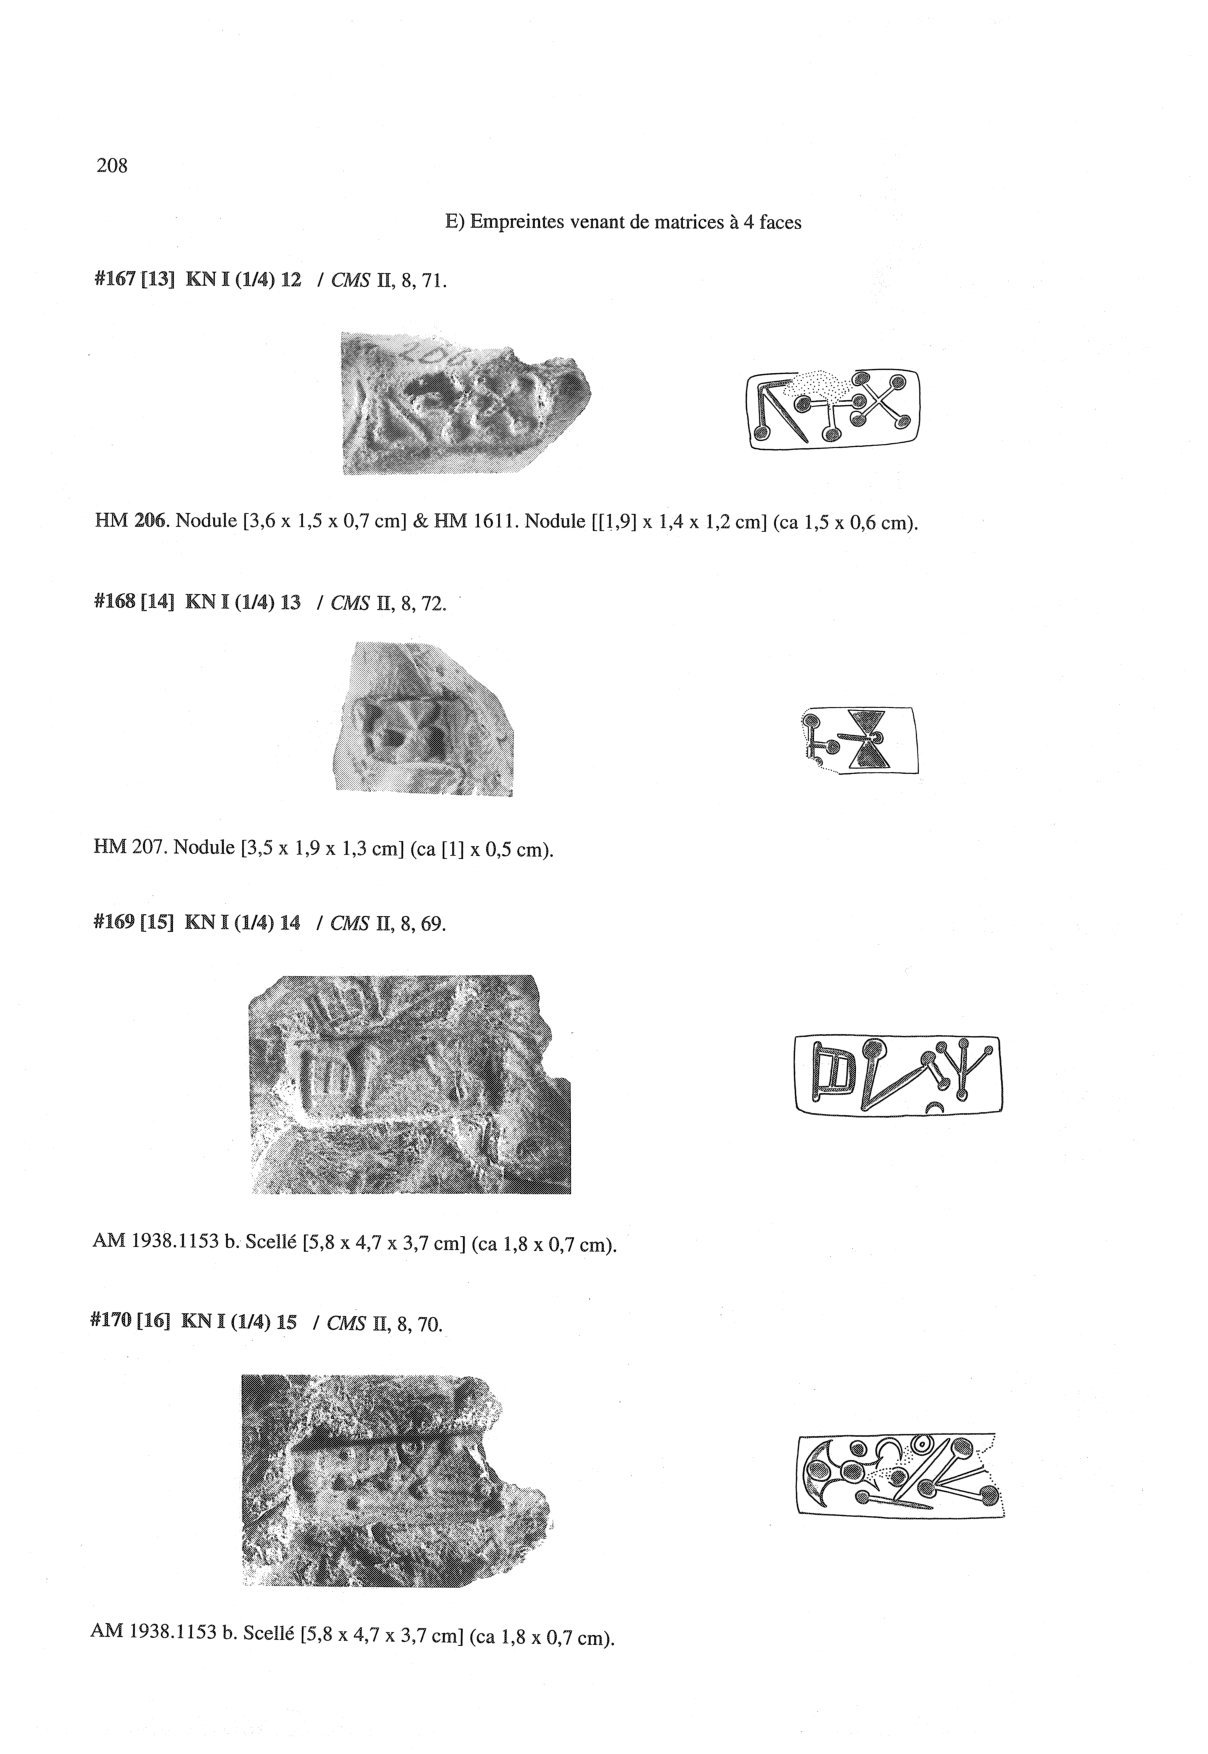 208
E) Empreintes venant de matrices à 4 faces
#167 [13] KN I (1/4) 12 / CMS II, 8, 71.
206
HM 206. Nodule [3,6 x 1,5 x 0,7 cm] & HM 1611. Nodule [[1,9] x 1,4 x 1,2 cm] (ca 1,5 x 0,6 cm).
#168 [14] KN I (1/4) 13 / CMS II, 8, 72.
HM 207. Nodule [3,5 x 1,9 x 1,3 cm] (ca [1] x 0,5 cm).
#169 [15] KN I (1/4) 14 / CMS II, 8, 69.
AM 1938.1153 b. Scellé [5,8 x 4,7 x 3,7 cm] (ca 1,8 x 0,7 cm).
#170 [16] KN I (1/4) 15 / CMS II, 8, 70.
AM 1938.1153 b. Scellé [5,8 x 4,7 x 3,7 cm] (ca 1,8 x 0,7 cm).